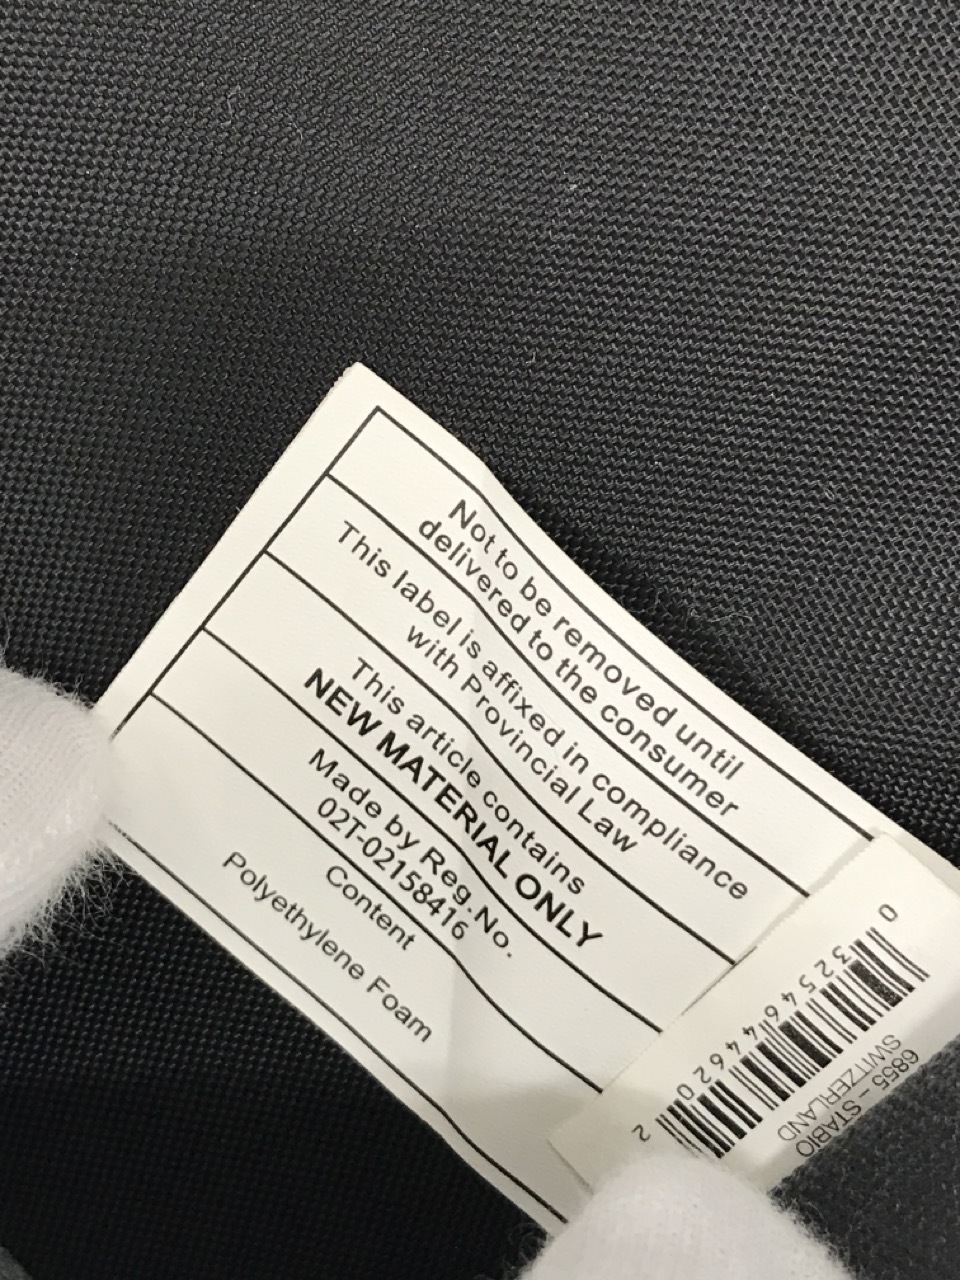 Not to be removed until
delivered to the consumer
This label is affixed in compliance
with Provincial Law
This article contains
NEW MATERIAL ONLY
Made by Reg.No.
02T-02158416
Content
Polyethylene Foam
0 32546 44620 2
6855 - STABIO
SWITZERLAND